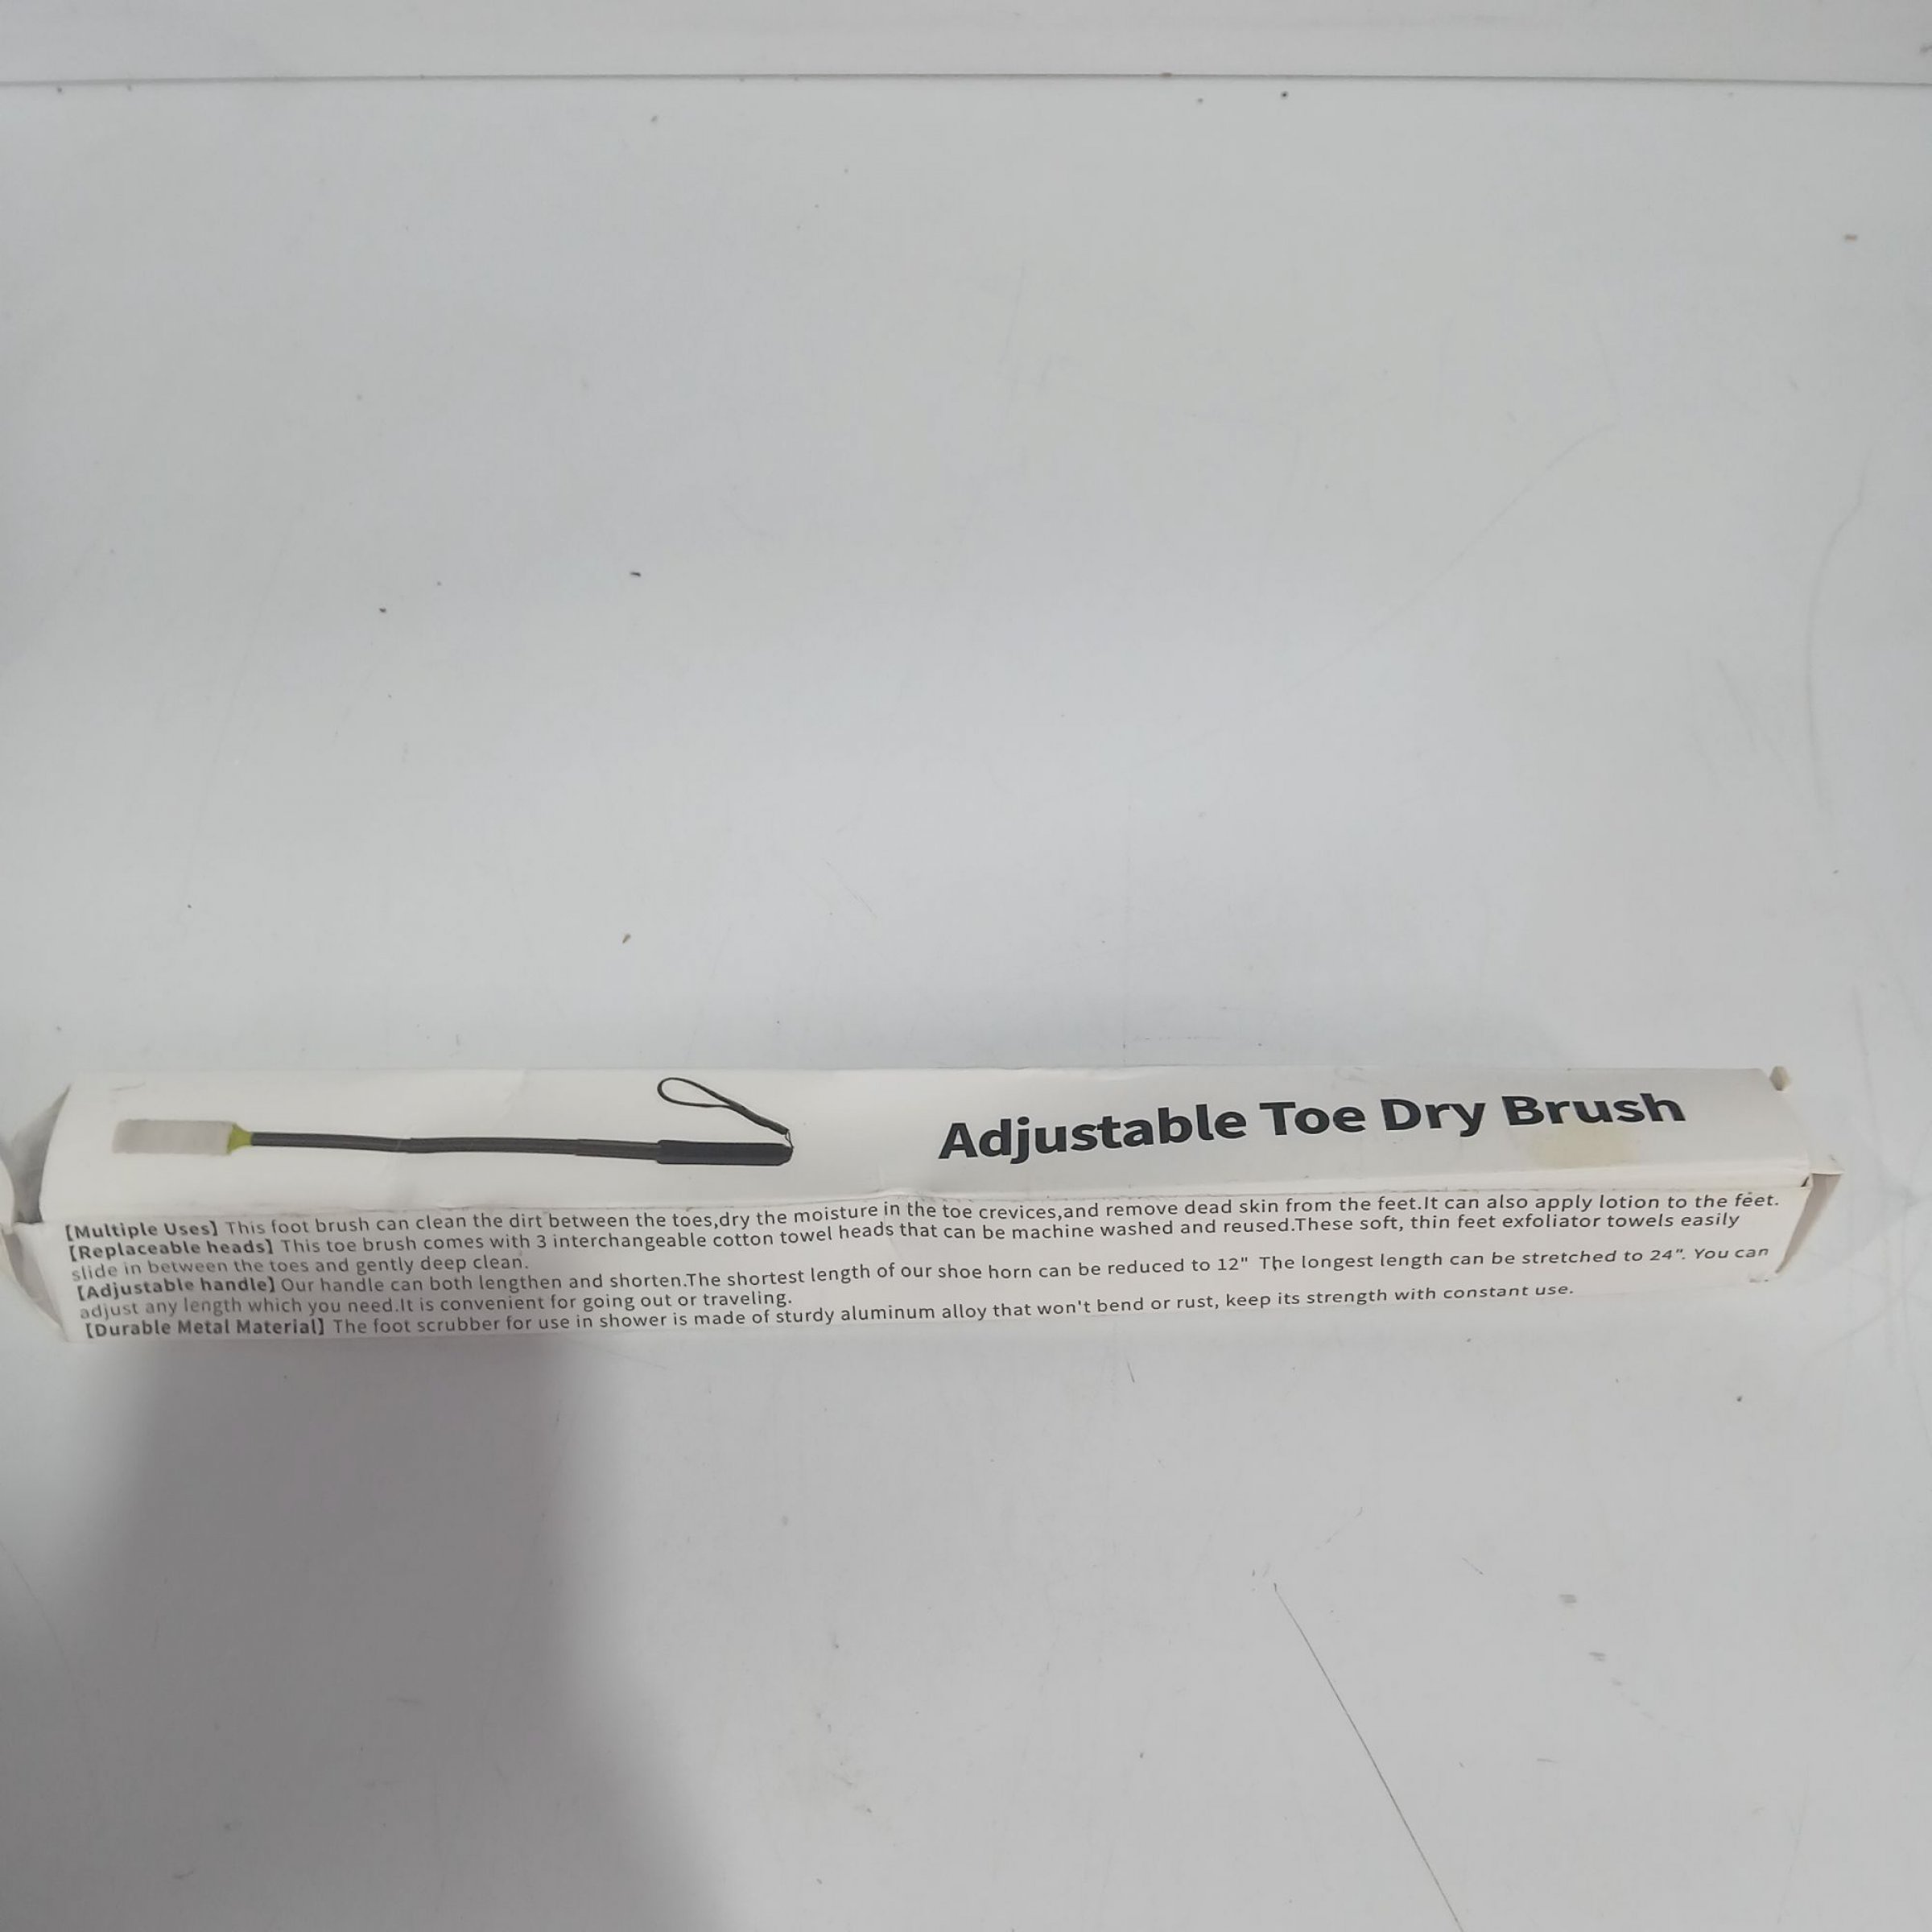 Adjustable Toe Dry Brush
【Multiple Uses】This foot brush can clean the dirt between the toes,dry the moisture in the toe crevices,and remove dead skin from the feet.It can also apply lotion to the feet.
【Replaceable heads】This toe brush comes with 3 interchangeable cotton towel heads that can be machine washed and reused.These soft, thin feet exfoliator towels easily
slide in between the toes and gently deep clean.
【Adjustable handle】Our handle can both lengthen and shorten.The shortest length of our shoe horn can be reduced to 12" The longest length can be stretched to 24". You can
adjust any length which you need.It is convenient for going out or traveling.
【Durable Metal Material】The foot scrubber for use in shower is made of sturdy aluminum alloy that won't bend or rust, keep its strength with constant use.